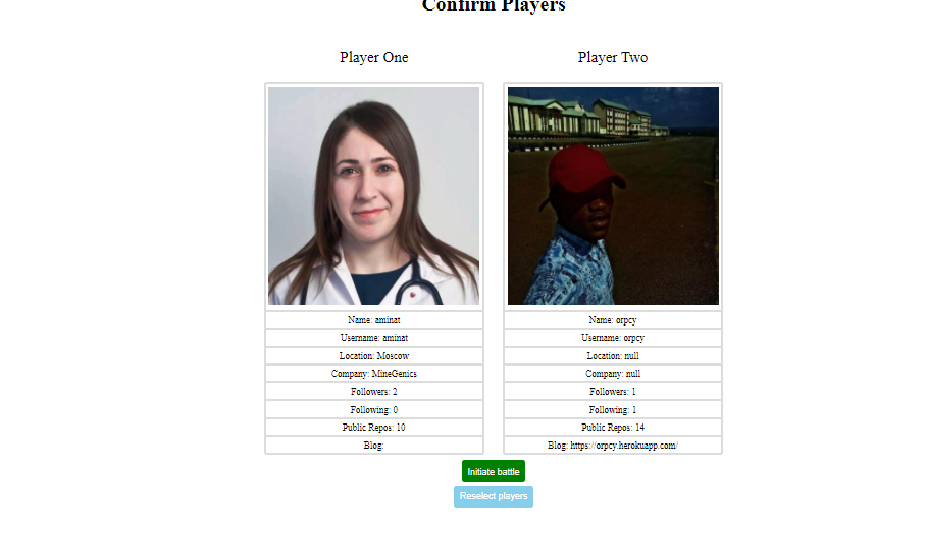 Confirm Players
Player One
Player Two
Name: aminat
Username: aminat
Location: Moscow
Company: MineGenics
Followers: 2
Following: 0
Public Repos: 10
Blog:
Name: orpcy
Username: orpcy
Location: null
Company: null
Followers: 1
Following: 1
Public Repos: 14
Blog: https://orpcy.herokuapp.com/
Initiate battle
Reselect players